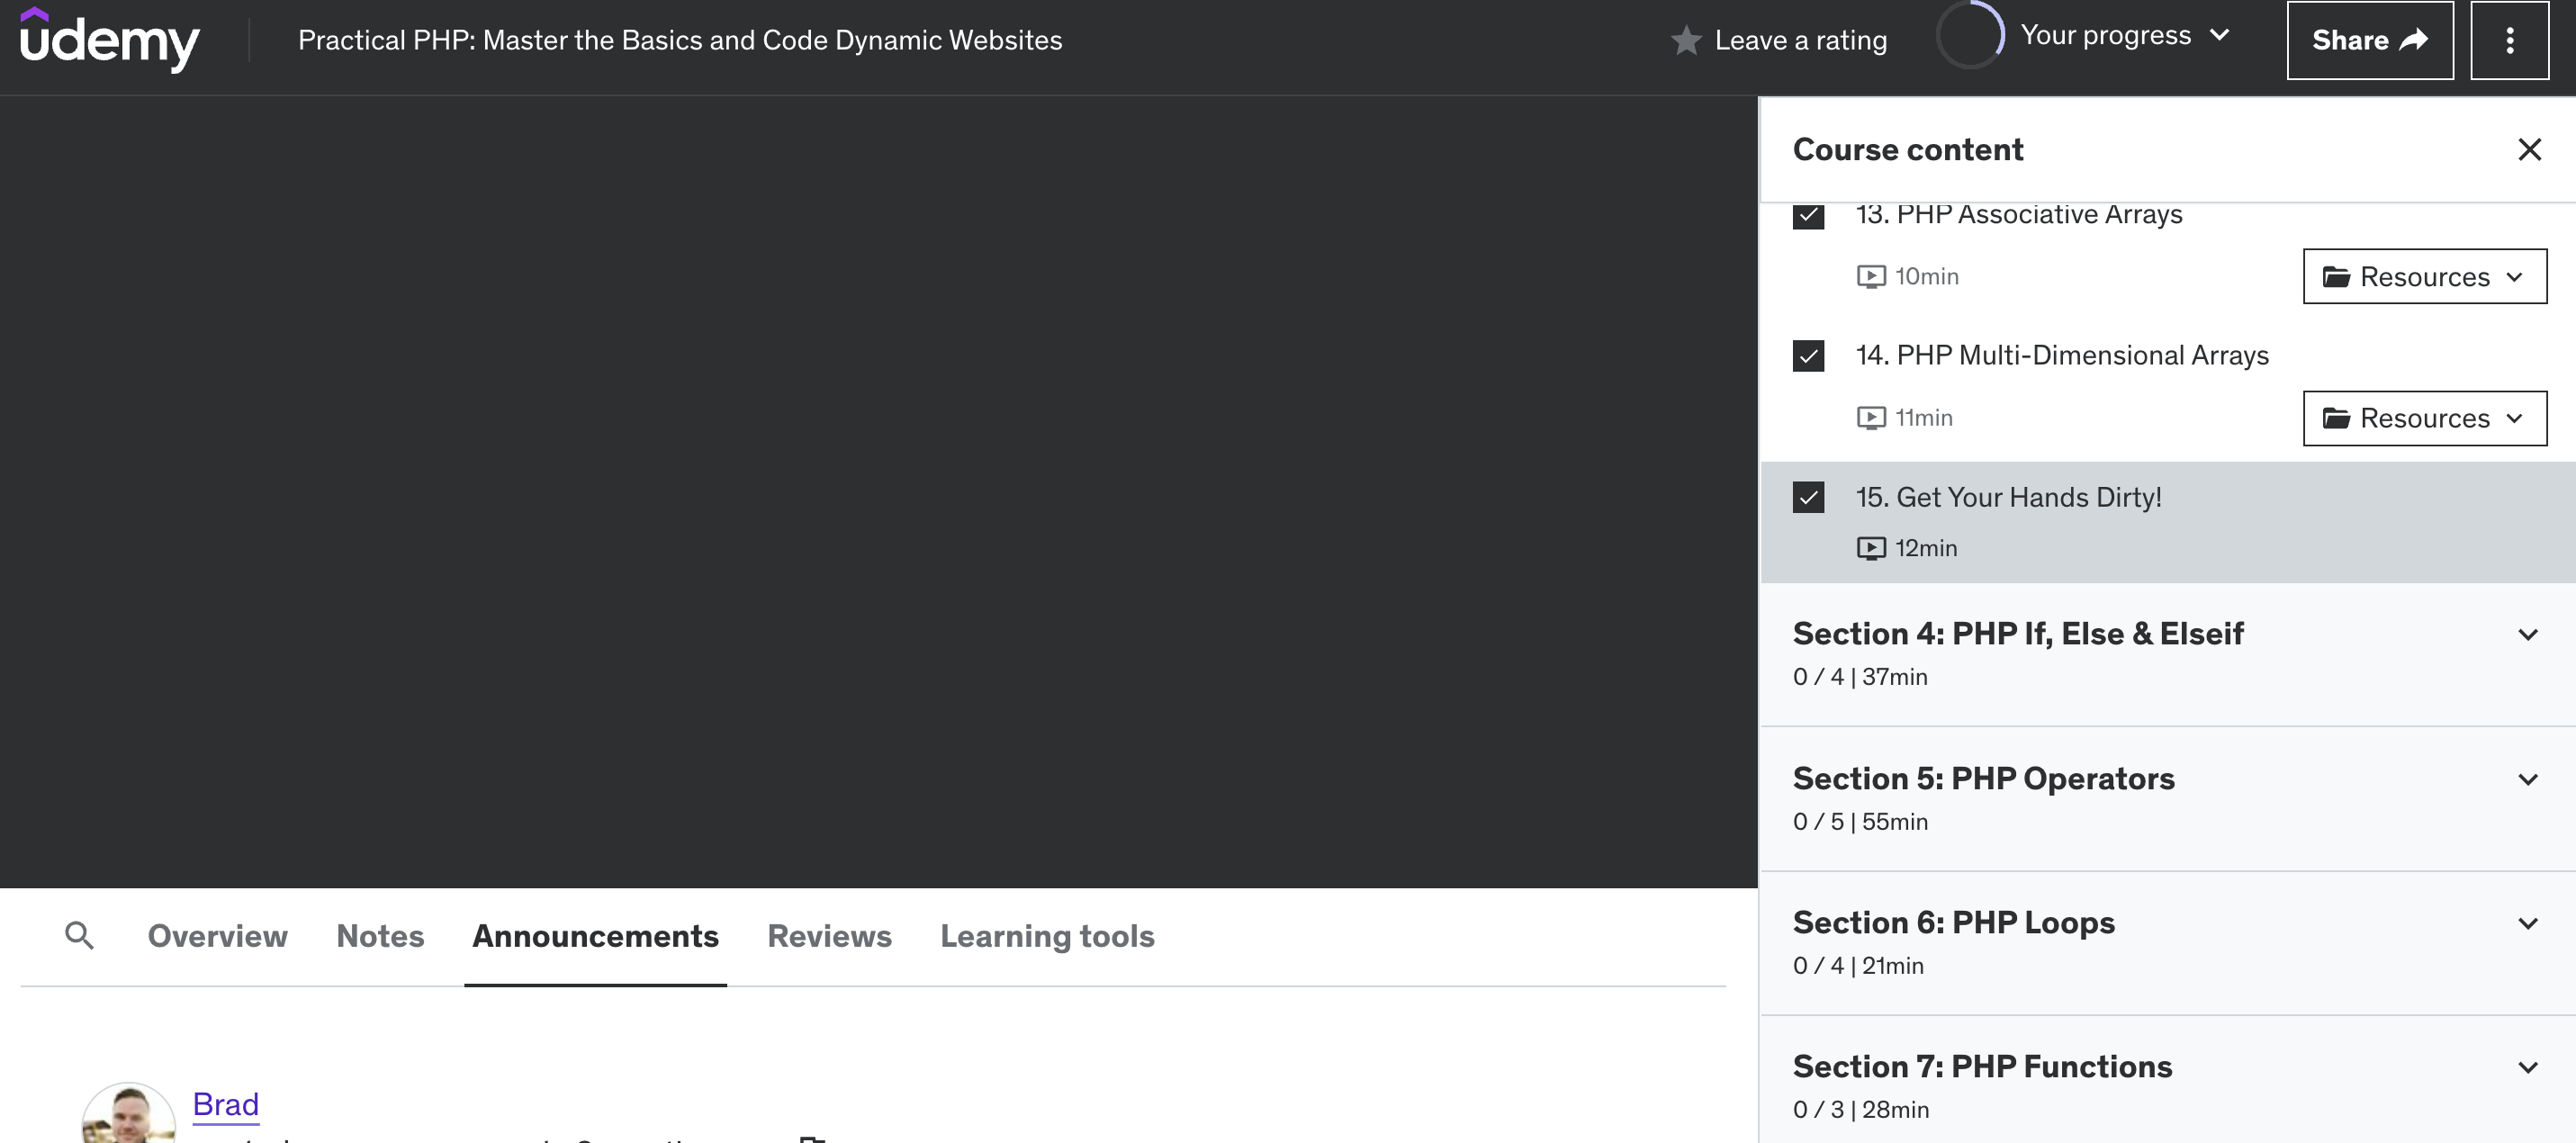 udemy
Practical PHP: Master the Basics and Code Dynamic Websites
Leave a rating
Your progress
Share
Course content
13. PHP Associative Arrays
10min
Resources
14. PHP Multi-Dimensional Arrays
11min
Resources
15. Get Your Hands Dirty!
12min
Section 4: PHP If, Else & Elseif
0 / 4 | 37min
Section 5: PHP Operators
0 / 5 | 55min
Section 6: PHP Loops
0 / 4 | 21min
Section 7: PHP Functions
0 / 3 | 28min
Overview
Notes
Announcements
Reviews
Learning tools
Brad